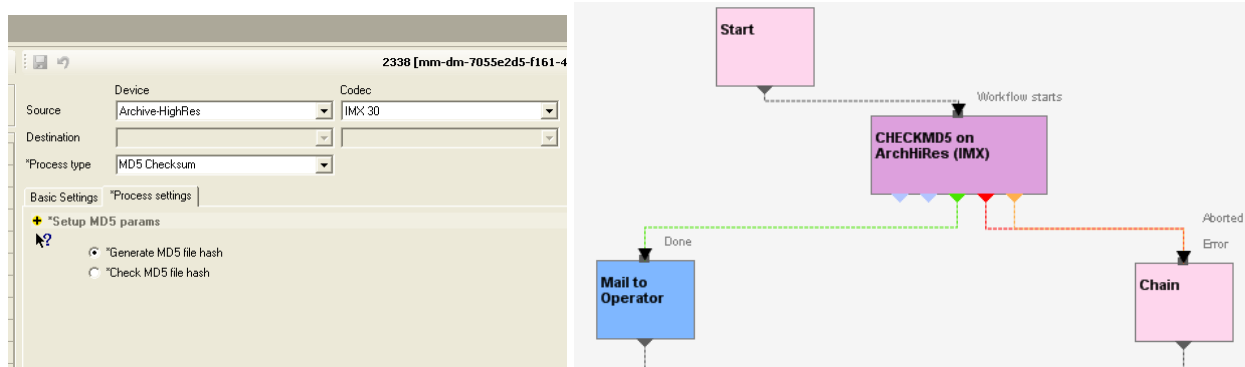 2338 [mm-dm-7055e2d5-f161-4
Device Codec
Source Archive-HighRes IMX 30
Destination
*Process type MD5 Checksum
Basic Settings *Process settings
*Setup MD5 params
*Generate MD5 file hash
*Check MD5 file hash
Start
Workflow starts
CHECKMD5 on
ArchHiRes (IMX)
Aborted
Done
Error
Mail to
Operator
Chain